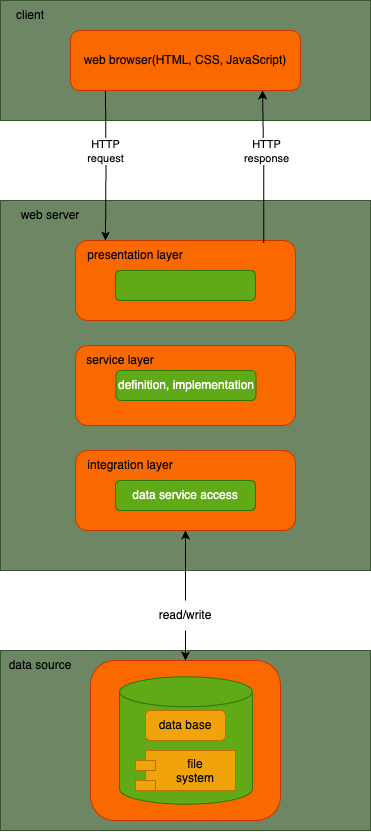 client
web browser(HTML, CSS, JavaScript)
HTTP
request
HTTP
response
web server
presentation layer
service layer
definition, implementation
integration layer
data service access
read/write
data source
data base
file
system